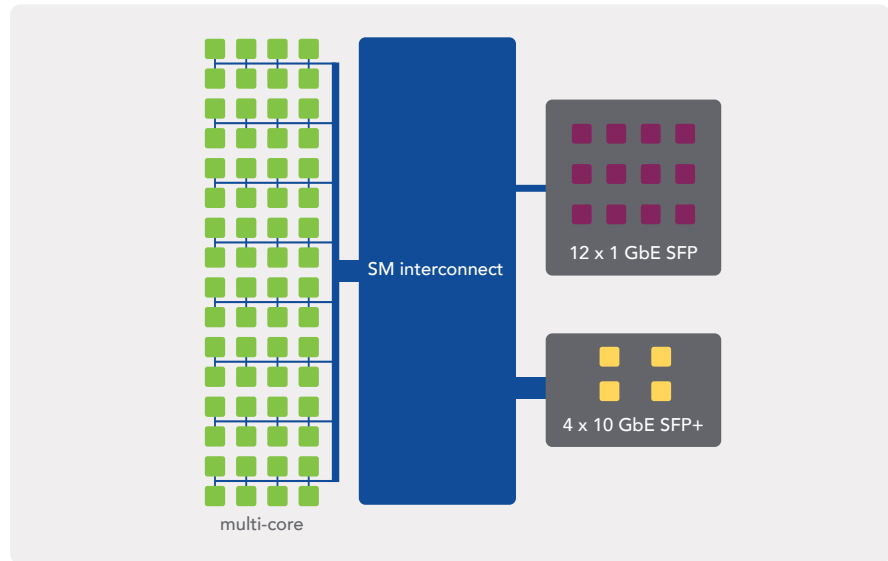 SM interconnect
12 x 1 GbE SFP
4 x 10 GbE SFP+
multi-core